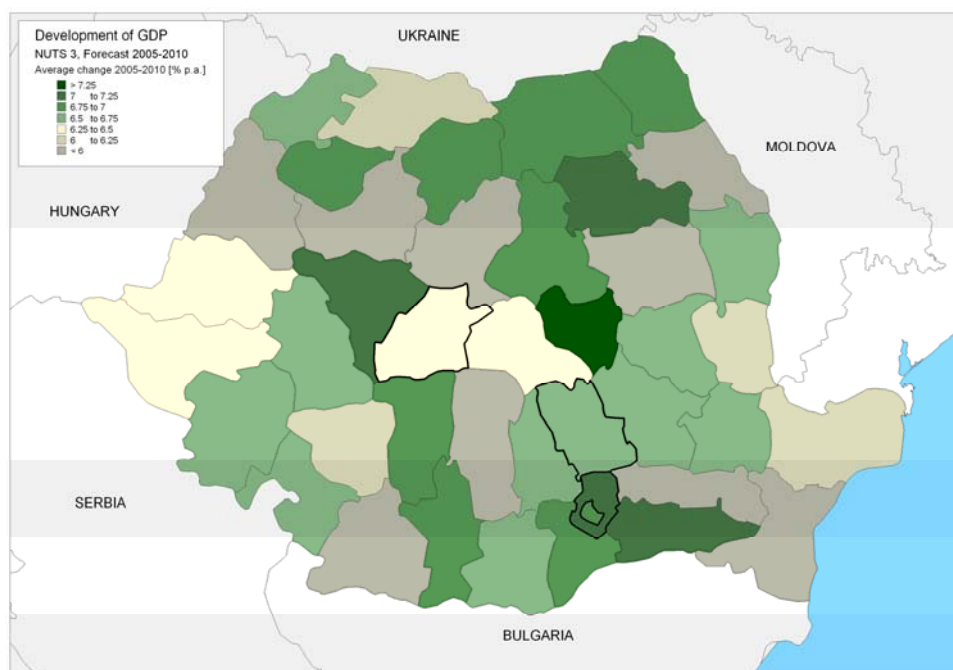 Development of GDP
NUTS 3, Forecast 2005-2010
Average change 2005-2010 [% p.a.]
> 7.25
7 to 7.25
6.75 to 7
6.5 to 6.75
6.25 to 6.5
6 to 6.25
< 6
UKRAINE
MOLDOVA
HUNGARY
SERBIA
BULGARIA